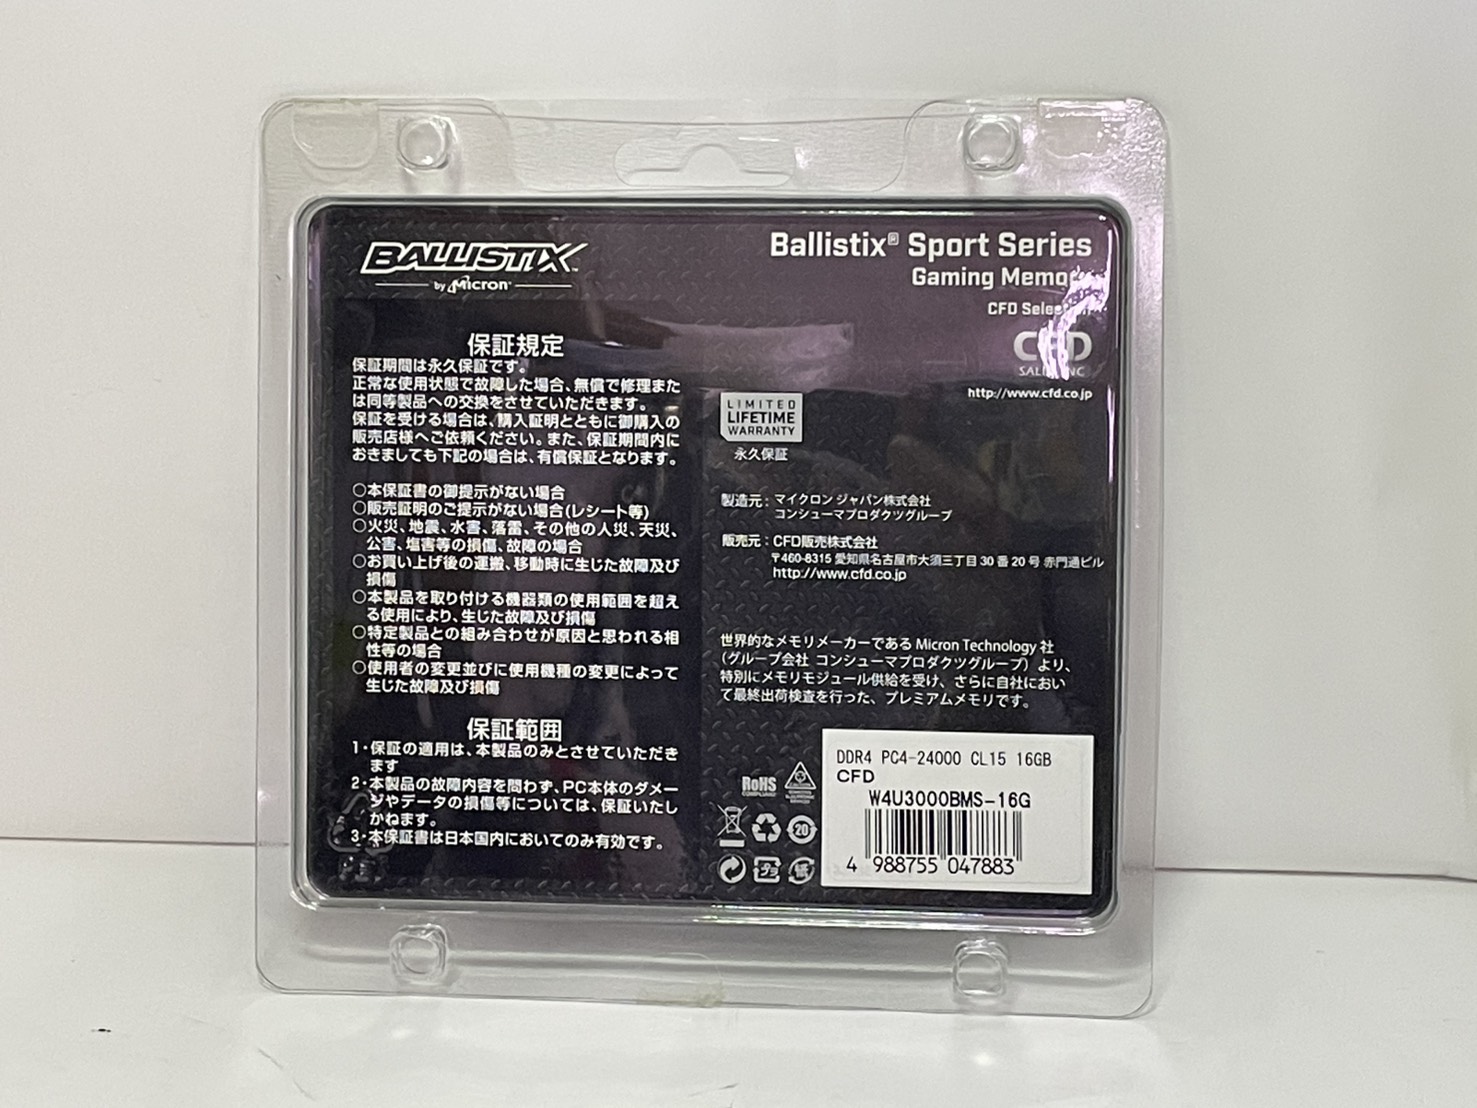 BALLISTIX
by Micron
保証規定
保証期間は永久保証です。
正常な使用状態で故障した場合、無償で修理また
は同等製品への交換をさせていただきます。
保証を受ける場合は、購入証明とともに御購入の
販売店様へご依頼ください。また、保証期間内に
おきましても下記の場合は、有償保証となります。
○本保証書の御提示がない場合
○販売証明のご提示がない場合(レシート等)
○火災、地震、水害、落雷、その他の人災、天災、
公害、塩害等の損傷、故障の場合
○お買い上げ後の運搬、移動時に生じた故障及び
損傷
○本製品を取り付ける機器類の使用範囲を超え
る使用により、生じた故障及び損傷
○特定製品との組み合わせが原因と思われる相
性等の場合
○使用者の変更並びに使用機種の変更によって
生じた故障及び損傷
保証範囲
1・保証の適用は、本製品のみとさせていただき
ます
2・本製品の故障内容を問わず、PC本体のダメー
ジやデータの損傷等については、保証いたし
かねます。
3・本保証書は日本国内においてのみ有効です。
Ballistix® Sport Series
Gaming Memo
CFD
CFD
http://www.cfd.co.jp
LIMITED
LIFETIME
WARRANTY
永久保証
製造元：マイクロン ジャパン株式会社
コンシューマプロダクツグループ
販売元：CFD販売株式会社
〒460-8315 愛知県名古屋市大須三丁目30番20号 赤門通ビル
http://www.cfd.co.jp
世界的なメモリメーカーであるMicron Technology社
（グループ会社 コンシューマプロダクツグループ）より、
特別にメモリモジュール供給を受け、さらに自社におい
て最終出荷検査を行った、プレミアムメモリです。
RoHS
COMPLIANT
20
プラ
DDR4 PC4-24000 CL15 16GB
CFD
W4U3000BMS-16G
4 988755 047883